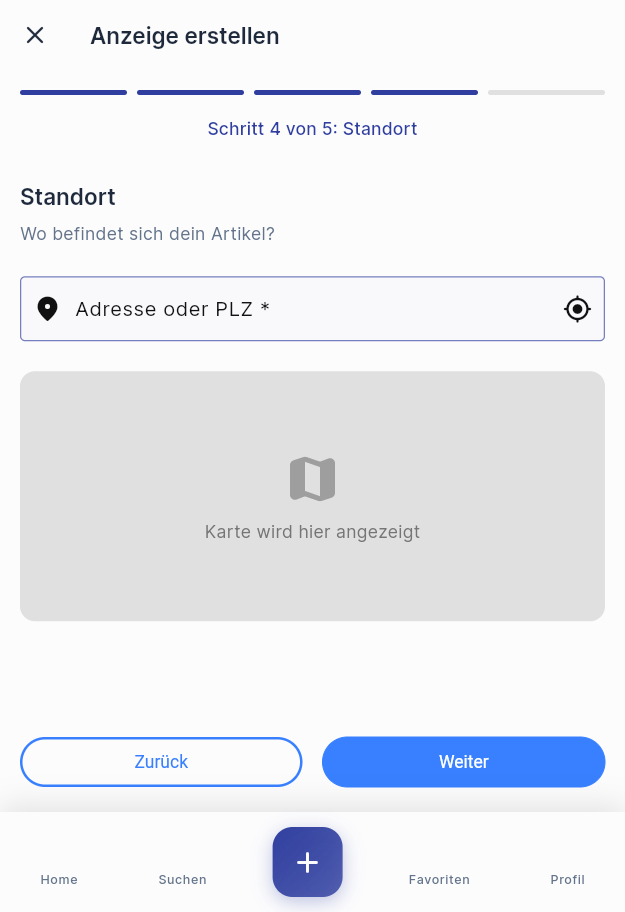 Anzeige erstellen
Schritt 4 von 5: Standort
Standort
Wo befindet sich dein Artikel?
Adresse oder PLZ *
Karte wird hier angezeigt
Zurück
Weiter
Home
Suchen
Favoriten
Profil